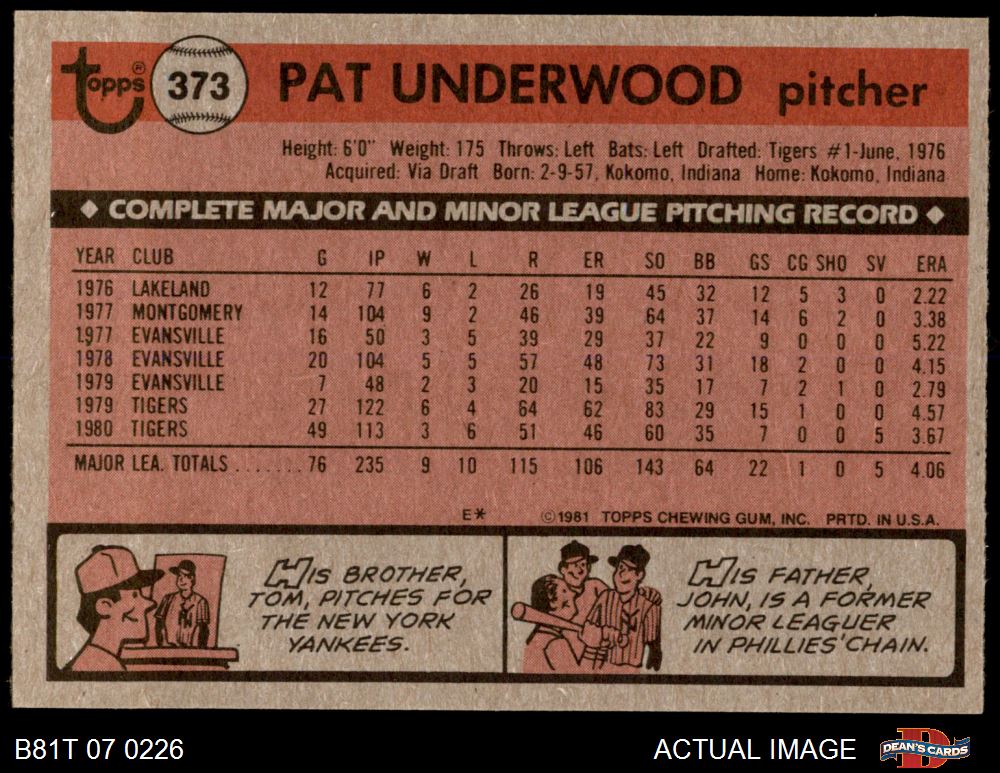 Topps® 373 PAT UNDERWOOD pitcher
Height: 6'0" Weight: 175 Throws: Left Bats: Left Drafted: Tigers #1-June, 1976
Acquired: Via Draft Born: 2-9-57, Kokomo, Indiana Home: Kokomo, Indiana
◆ COMPLETE MAJOR AND MINOR LEAGUE PITCHING RECORD ◆
YEAR CLUB G IP W L R ER SO BB GS CG SHO SV ERA
1976 LAKELAND 12 77 6 2 26 19 45 32 12 5 3 0 2.22
1977 MONTGOMERY 14 104 9 2 46 39 64 37 14 6 2 0 3.38
1977 EVANSVILLE 16 50 3 5 39 29 37 22 9 0 0 0 5.22
1978 EVANSVILLE 20 104 5 5 57 48 73 31 18 2 0 0 4.15
1979 EVANSVILLE 7 48 2 3 20 15 35 17 7 2 1 0 2.79
1979 TIGERS 27 122 6 4 64 62 83 29 15 1 0 0 4.57
1980 TIGERS 49 113 3 6 51 46 60 35 7 0 0 5 3.67
MAJOR LEA. TOTALS ....... 76 235 9 10 115 106 143 64 22 1 0 5 4.06
E* ©1981 TOPPS CHEWING GUM, INC. PRTD. IN U.S.A.
HIS BROTHER,
TOM, PITCHES FOR
THE NEW YORK
YANKEES.
HIS FATHER,
JOHN, IS A FORMER
MINOR LEAGUER
IN PHILLIES' CHAIN.
B81T 07 0226 ACTUAL IMAGE DEAN'S CARDS